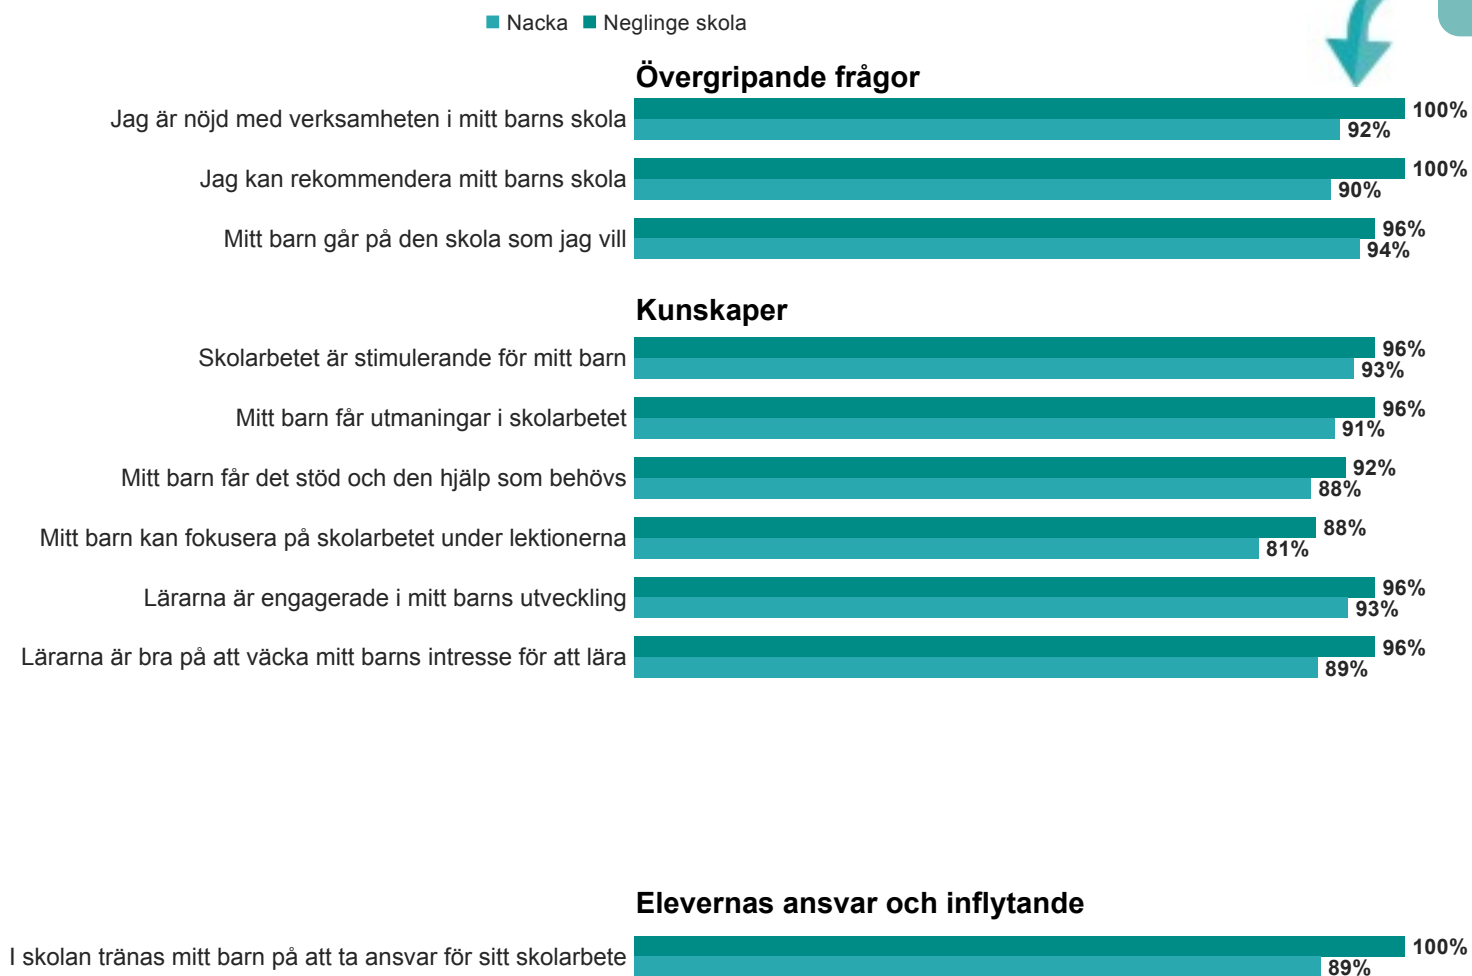 Nacka Neglinge skola
Övergripande frågor
Jag är nöjd med verksamheten i mitt barns skola 100%
92%
Jag kan rekommendera mitt barns skola 100%
90%
Mitt barn går på den skola som jag vill 96%
94%
Kunskaper
Skolarbetet är stimulerande för mitt barn 96%
93%
Mitt barn får utmaningar i skolarbetet 96%
91%
Mitt barn får det stöd och den hjälp som behövs 92%
88%
Mitt barn kan fokusera på skolarbetet under lektionerna 88%
81%
Lärarna är engagerade i mitt barns utveckling 96%
93%
Lärarna är bra på att väcka mitt barns intresse för att lära 96%
89%
Elevernas ansvar och inflytande
I skolan tränas mitt barn på att ta ansvar för sitt skolarbete 100%
89%